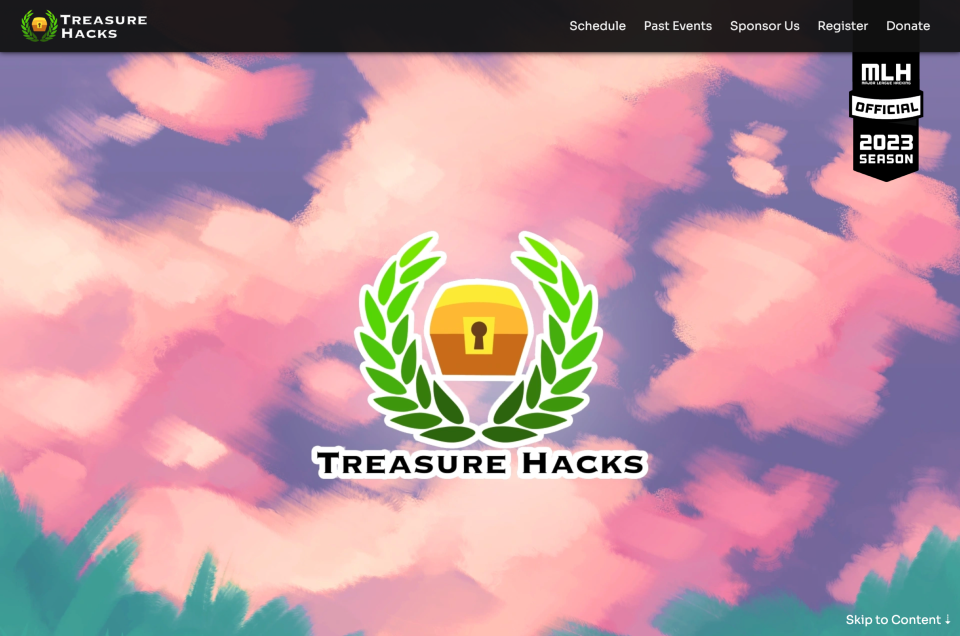 Treasure
Hacks
Schedule
Past Events
Sponsor Us
Register
Donate
MLH
MAJOR LEAGUE HACKING
OFFICIAL
2023
SEASON
Treasure Hacks
Skip to Content ↓